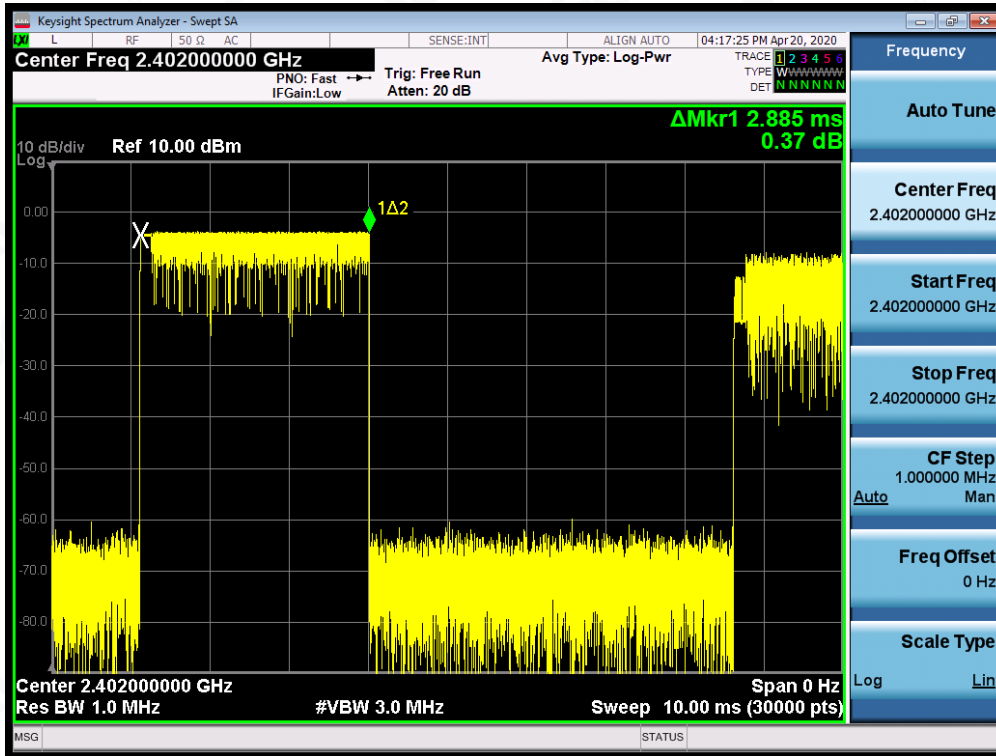 Keysight Spectrum Analyzer - Swept SA
LXI L RF 50 Ω AC SENSE:INT ALIGN AUTO 04:17:25 PM Apr 20, 2020
Center Freq 2.402000000 GHz
PNO: Fast
IFGain:Low
Trig: Free Run
Atten: 20 dB
Avg Type: Log-Pwr
TRACE 1 2 3 4 5 6
TYPE WWWWWW
DET N N N N N N
ΔMkr1 2.885 ms
0.37 dB
10 dB/div Ref 10.00 dBm
Log
0.00
-10.0
-20.0
-30.0
-40.0
-50.0
-60.0
-70.0
-80.0
1Δ2
Center 2.402000000 GHz Span 0 Hz
Res BW 1.0 MHz #VBW 3.0 MHz Sweep 10.00 ms (30000 pts)
MSG STATUS
Frequency
Auto Tune
Center Freq
2.402000000 GHz
Start Freq
2.402000000 GHz
Stop Freq
2.402000000 GHz
CF Step
1.000000 MHz
Auto Man
Freq Offset
0 Hz
Scale Type
Log Lin